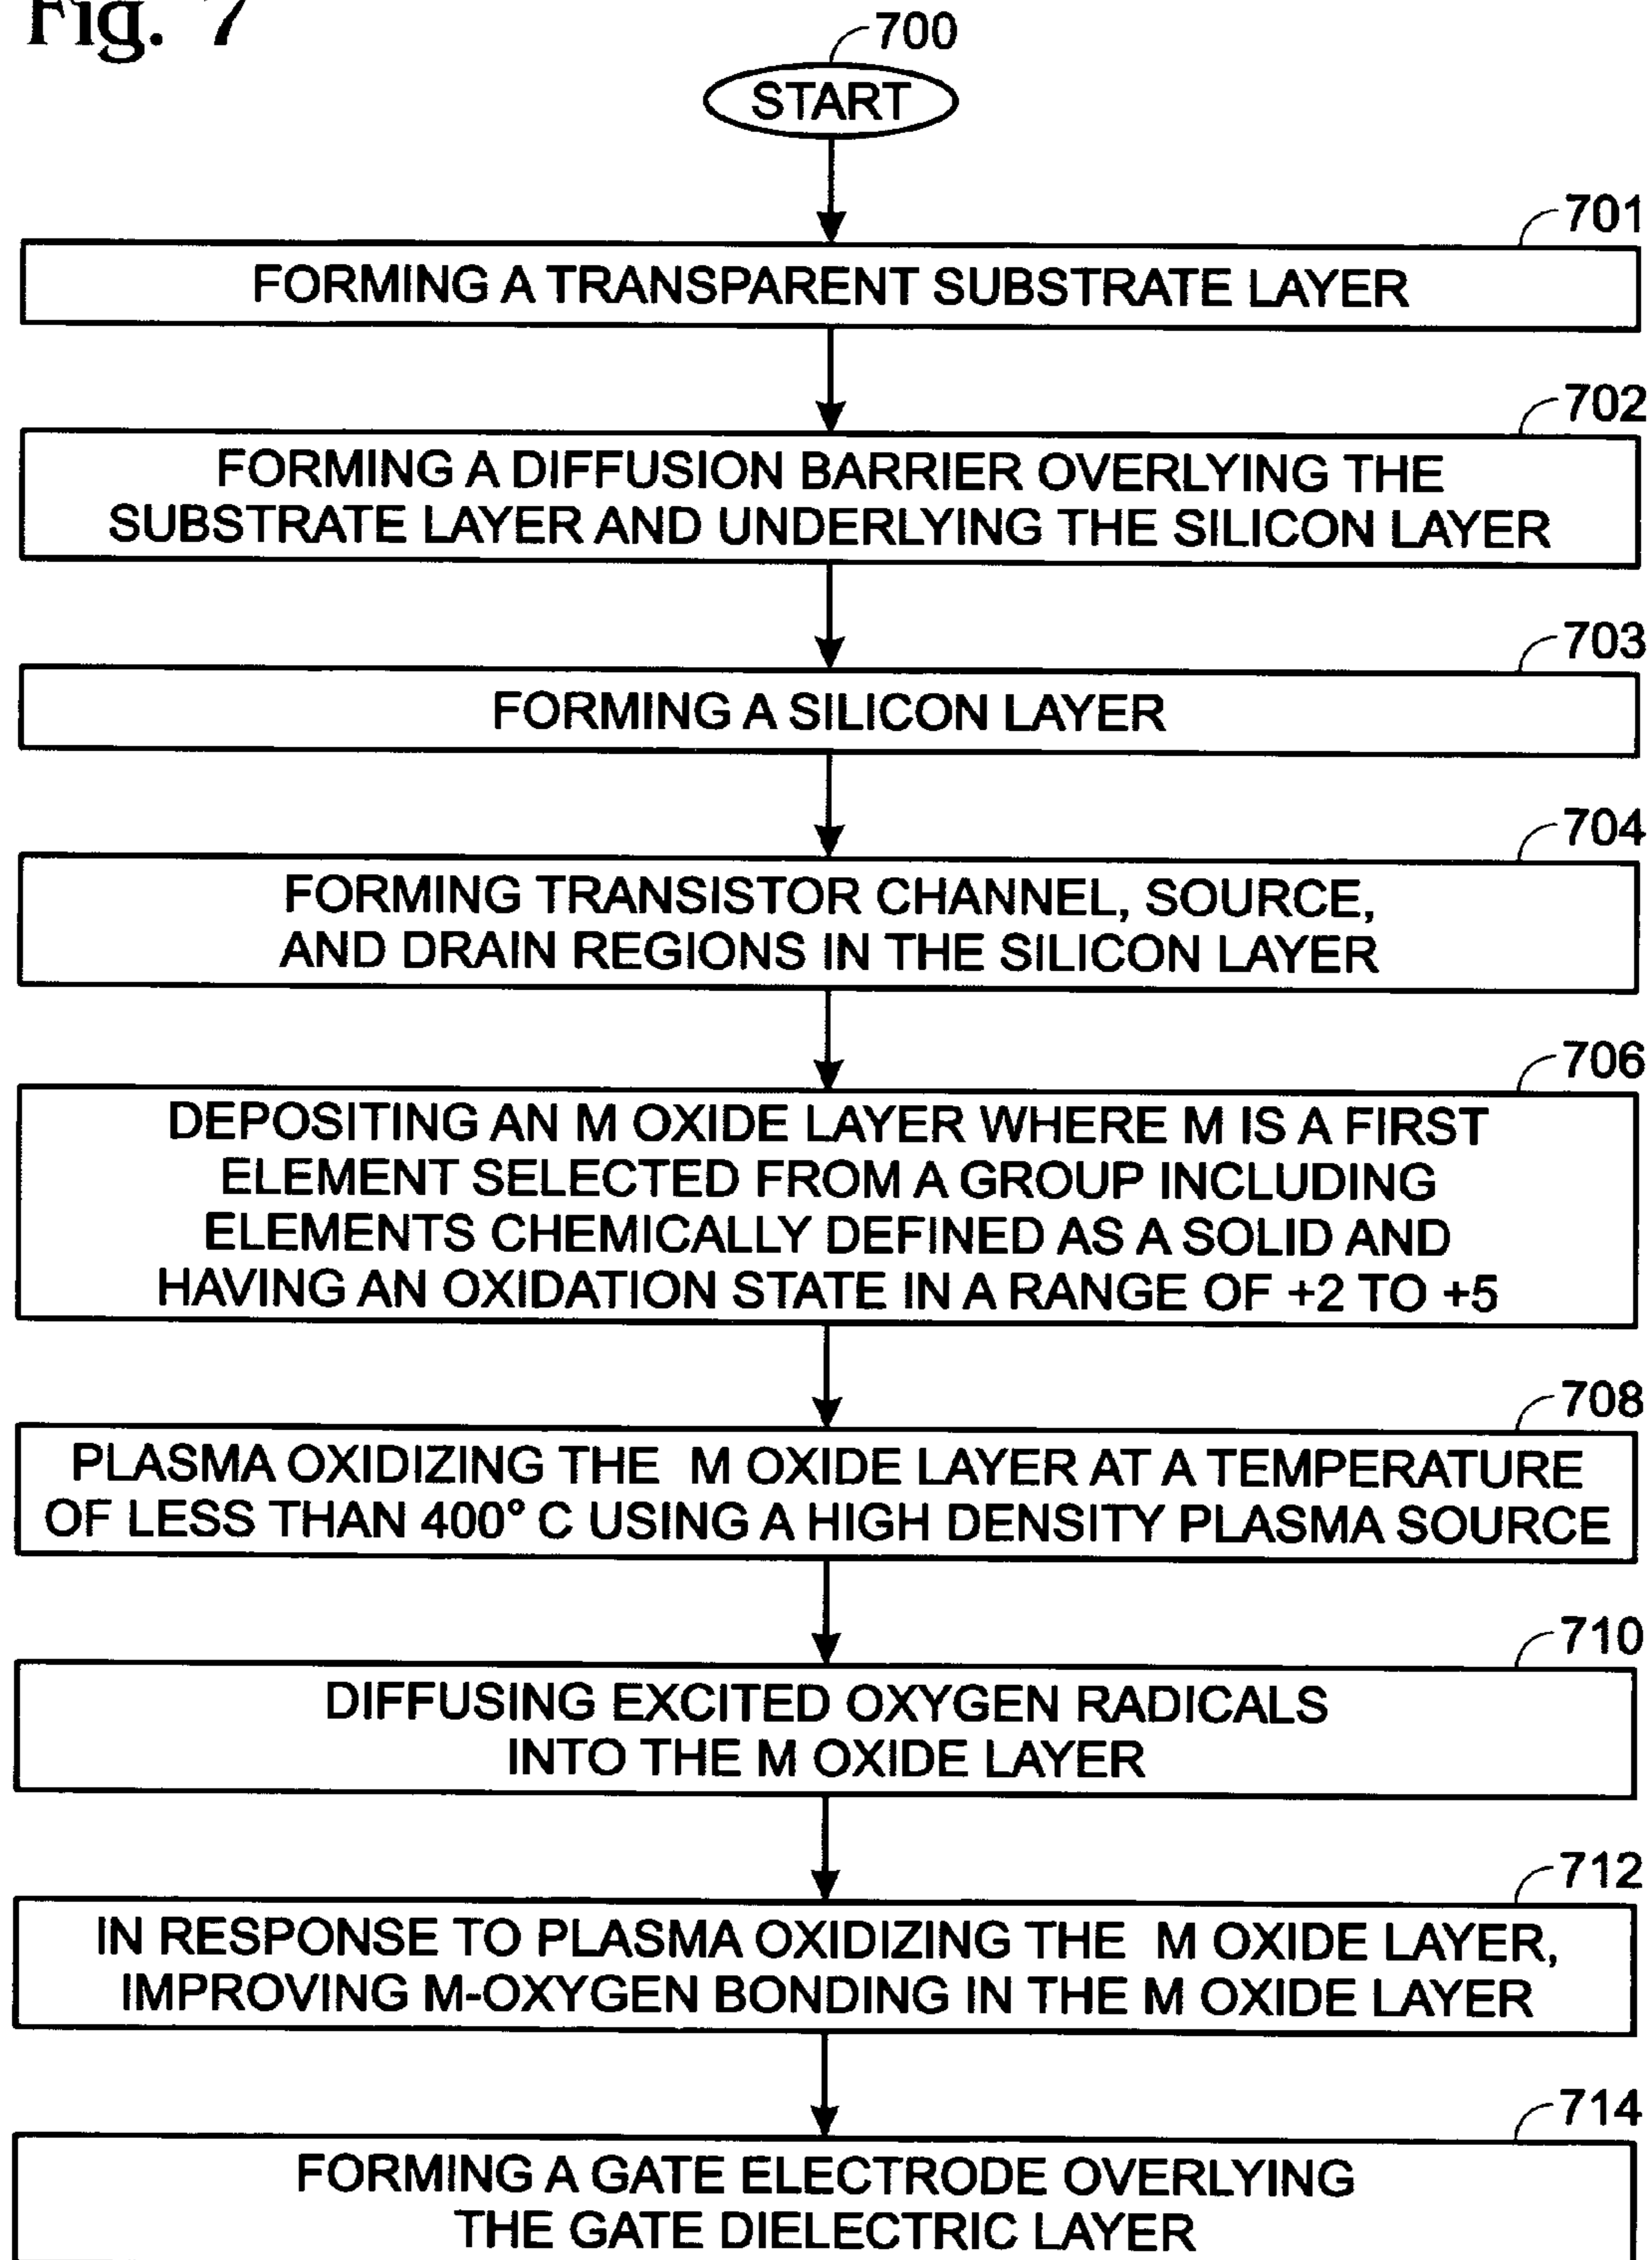 Fig. 7
700
START
701
FORMING A TRANSPARENT SUBSTRATE LAYER
702
FORMING A DIFFUSION BARRIER OVERLYING THE
SUBSTRATE LAYER AND UNDERLYING THE SILICON LAYER
703
FORMING A SILICON LAYER
704
FORMING TRANSISTOR CHANNEL, SOURCE,
AND DRAIN REGIONS IN THE SILICON LAYER
706
DEPOSITING AN M OXIDE LAYER WHERE M IS A FIRST
ELEMENT SELECTED FROM A GROUP INCLUDING
ELEMENTS CHEMICALLY DEFINED AS A SOLID AND
HAVING AN OXIDATION STATE IN A RANGE OF +2 TO +5
708
PLASMA OXIDIZING THE M OXIDE LAYER AT A TEMPERATURE
OF LESS THAN 400° C USING A HIGH DENSITY PLASMA SOURCE
710
DIFFUSING EXCITED OXYGEN RADICALS
INTO THE M OXIDE LAYER
712
IN RESPONSE TO PLASMA OXIDIZING THE M OXIDE LAYER,
IMPROVING M-OXYGEN BONDING IN THE M OXIDE LAYER
714
FORMING A GATE ELECTRODE OVERLYING
THE GATE DIELECTRIC LAYER